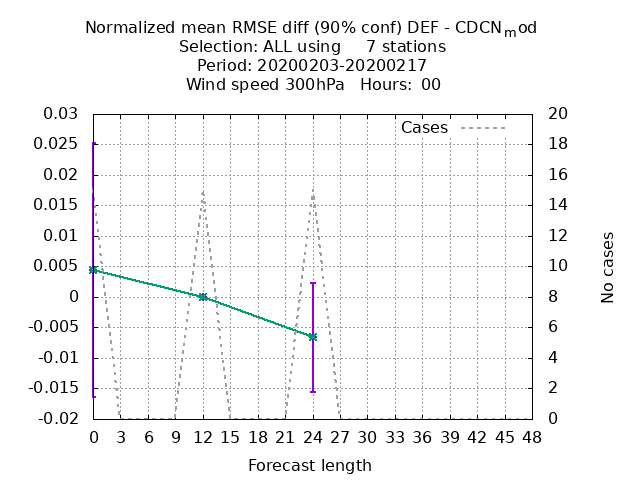 Normalized mean RMSE diff (90% conf) DEF - CDCNmod
Selection: ALL using     7 stations
Period: 20200203-20200217
Wind speed 300hPa   Hours:  00
Cases
0.03
0.025
0.02
0.015
0.01
0.005
0
-0.005
-0.01
-0.015
-0.02
20
18
16
14
12
10
8
6
4
2
0
No cases
0 3 6 9 12 15 18 21 24 27 30 33 36 39 42 45 48
Forecast length